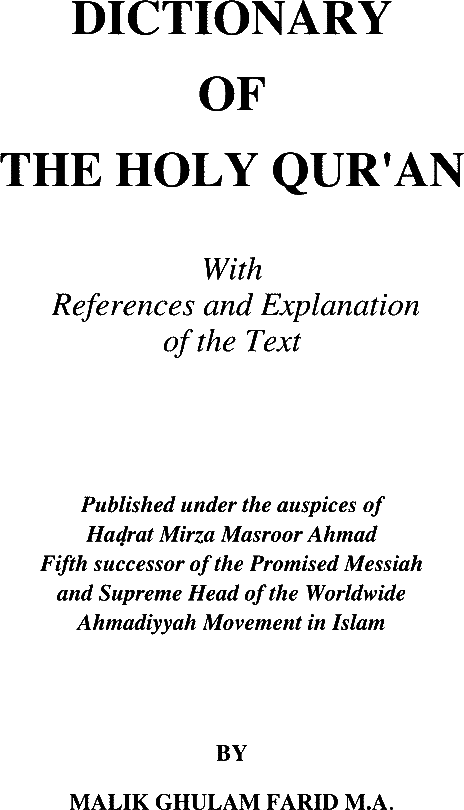 DICTIONARY
OF
THE HOLY QUR'AN
With
References and Explanation
of the Text
Published under the auspices of
Haḍrat Mirza Masroor Ahmad
Fifth successor of the Promised Messiah
and Supreme Head of the Worldwide
Ahmadiyyah Movement in Islam
BY
MALIK GHULAM FARID M.A.